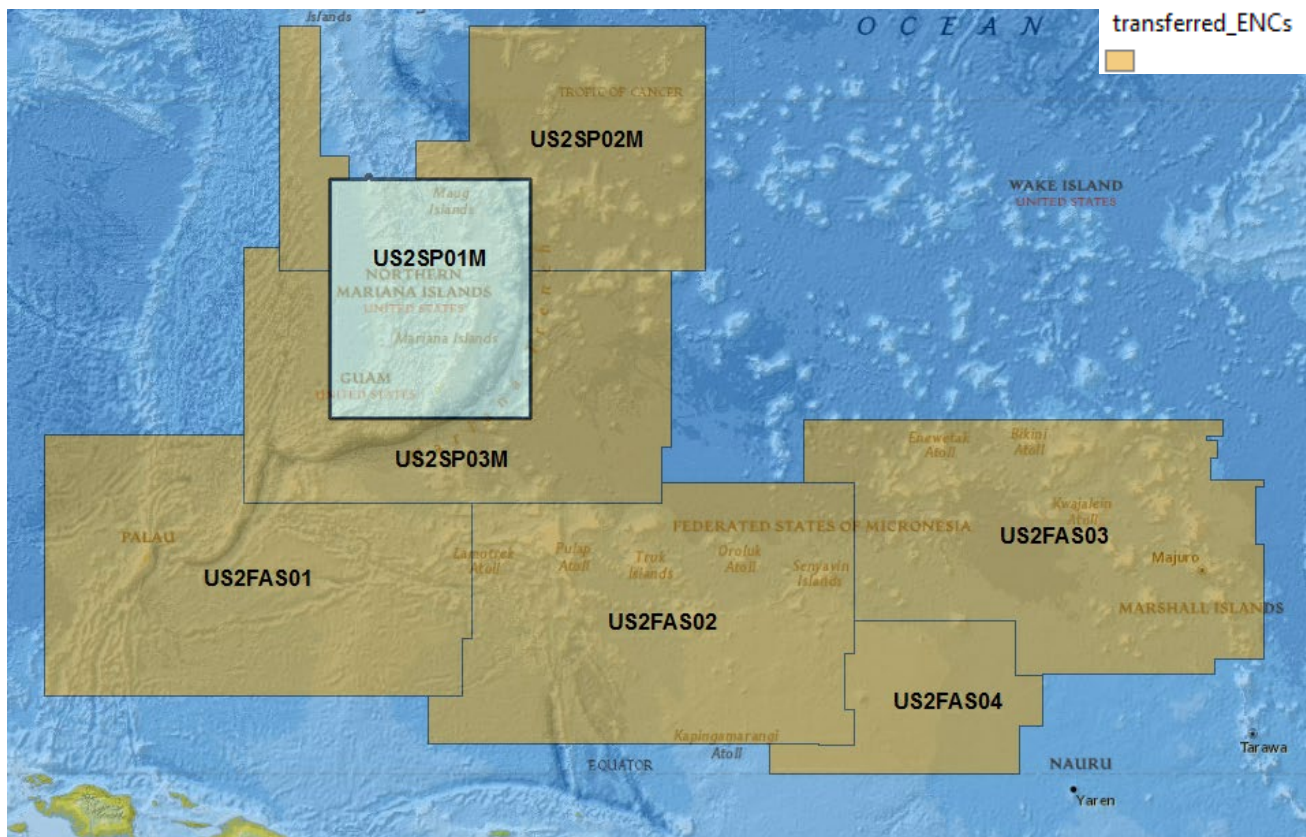 Islands
OCEAN
transferred_ENCs
TROPIC OF CANCER
US2SP02M
WAKE ISLAND
UNITED STATES
Maug
Islands
US2SP01M
NORTHERN
MARIANA ISLANDS
UNITED STATES
Mariana Islands
GUAM
UNITED STATES
US2SP03M
Enewetak
Atoll
Bikini
Atoll
Kwajalein
Atoll
US2FAS03
Majuro
MARSHALL ISLANDS
FEDERATED STATES OF MICRONESIA
PALAU
US2FAS01
Lamotrek
Atoll
Pulap
Atoll
Truk
Islands
Oroluk
Atoll
Senyavin
Islands
US2FAS02
US2FAS04
Kapingamarangi
Atoll
EQUATOR
NAURU
Yaren
Tarawa